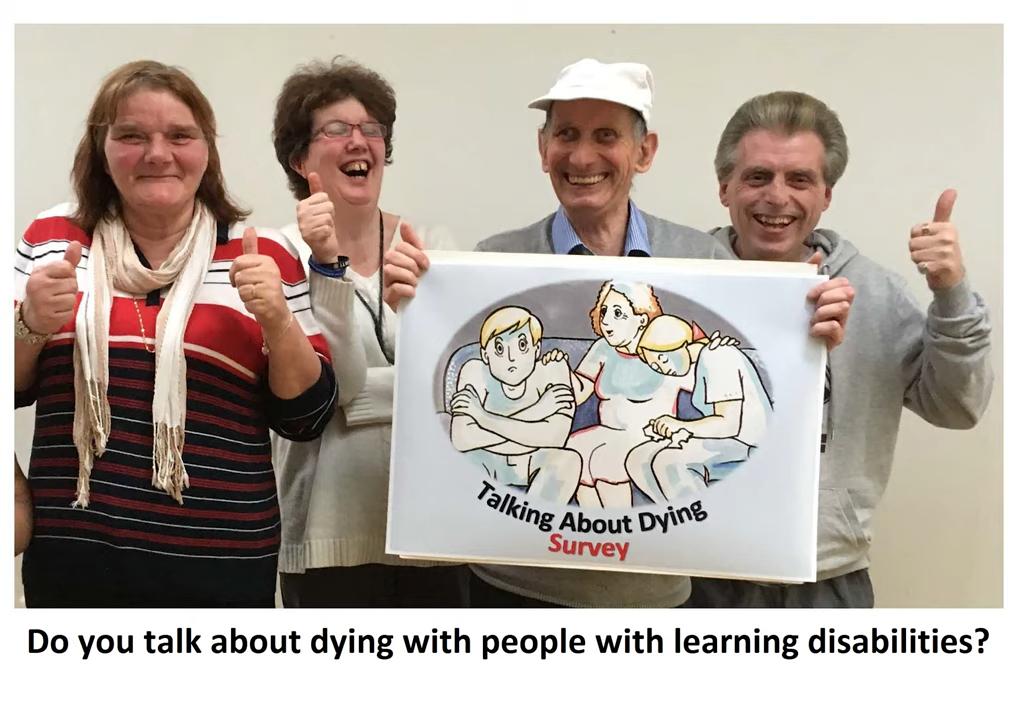 Talking About Dying
Survey
Do you talk about dying with people with learning disabilities?